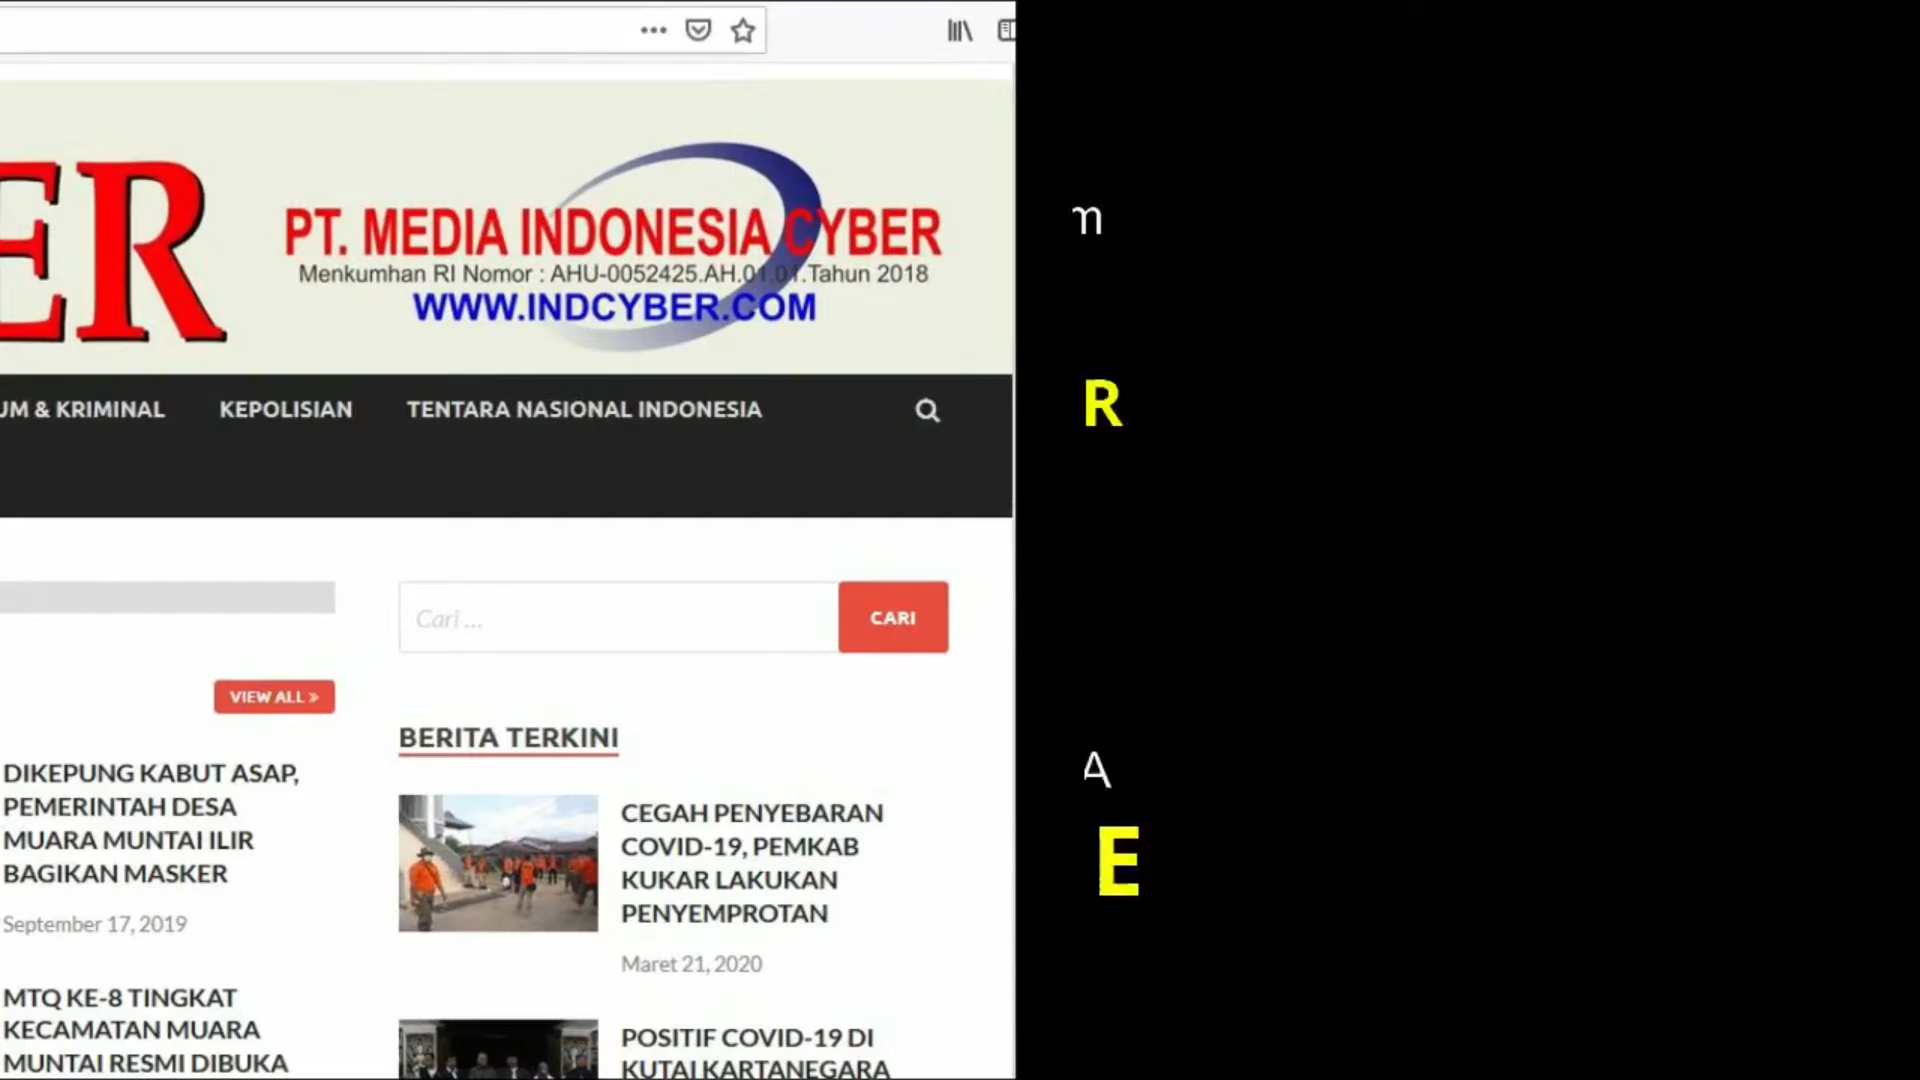 ER
PT. MEDIA INDONESIA CYBER
Menkumhan RI Nomor : AHU-0052425.AH.01.01.Tahun 2018
WWW.INDCYBER.COM
UM & KRIMINAL KEPOLISIAN TENTARA NASIONAL INDONESIA
Cari ...
CARI
VIEW ALL »
DIKEPUNG KABUT ASAP,
PEMERINTAH DESA
MUARA MUNTAI ILIR
BAGIKAN MASKER
September 17, 2019
MTQ KE-8 TINGKAT
KECAMATAN MUARA
MUNTAI RESMI DIBUKA
BERITA TERKINI
CEGAH PENYEBARAN
COVID-19, PEMKAB
KUKAR LAKUKAN
PENYEMPROTAN
Maret 21, 2020
POSITIF COVID-19 DI
KUTAI KARTANEGARA
m
R
A
E